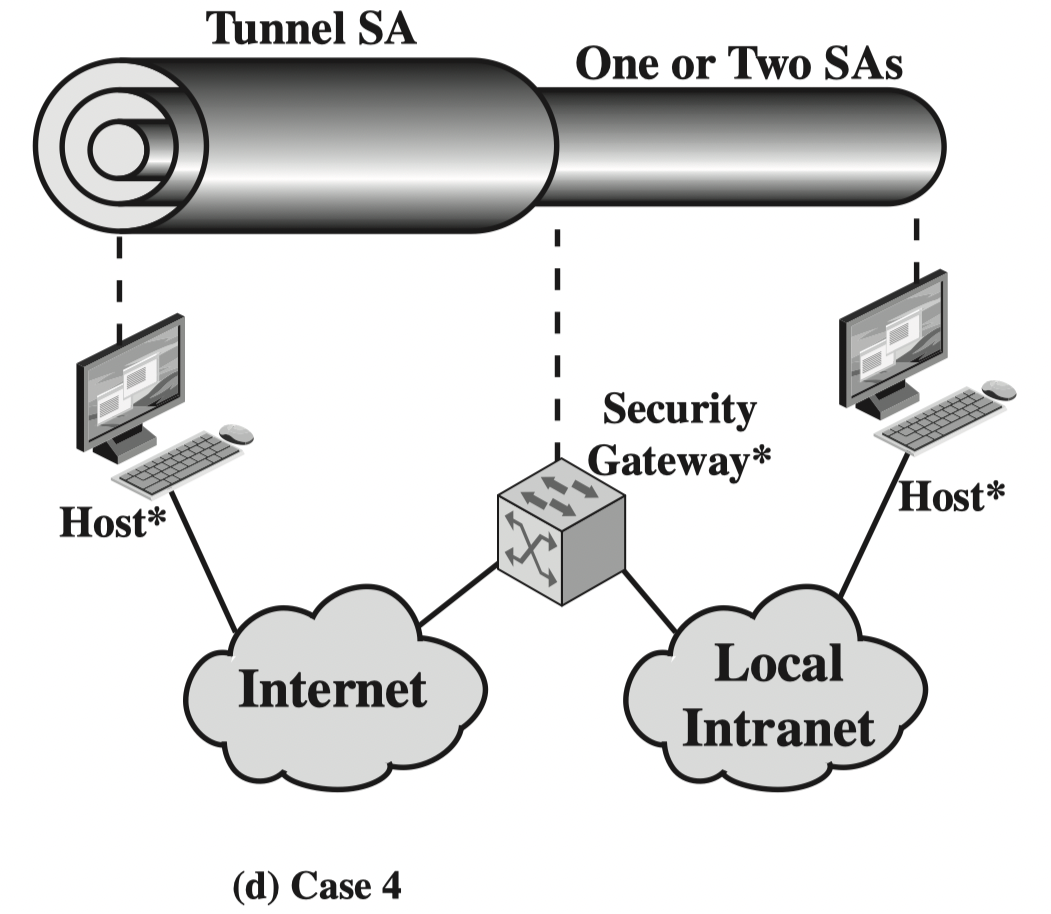 Tunnel SA
One or Two SAs
Security
Gateway*
Host*
Host*
Internet
Local
Intranet
(d) Case 4